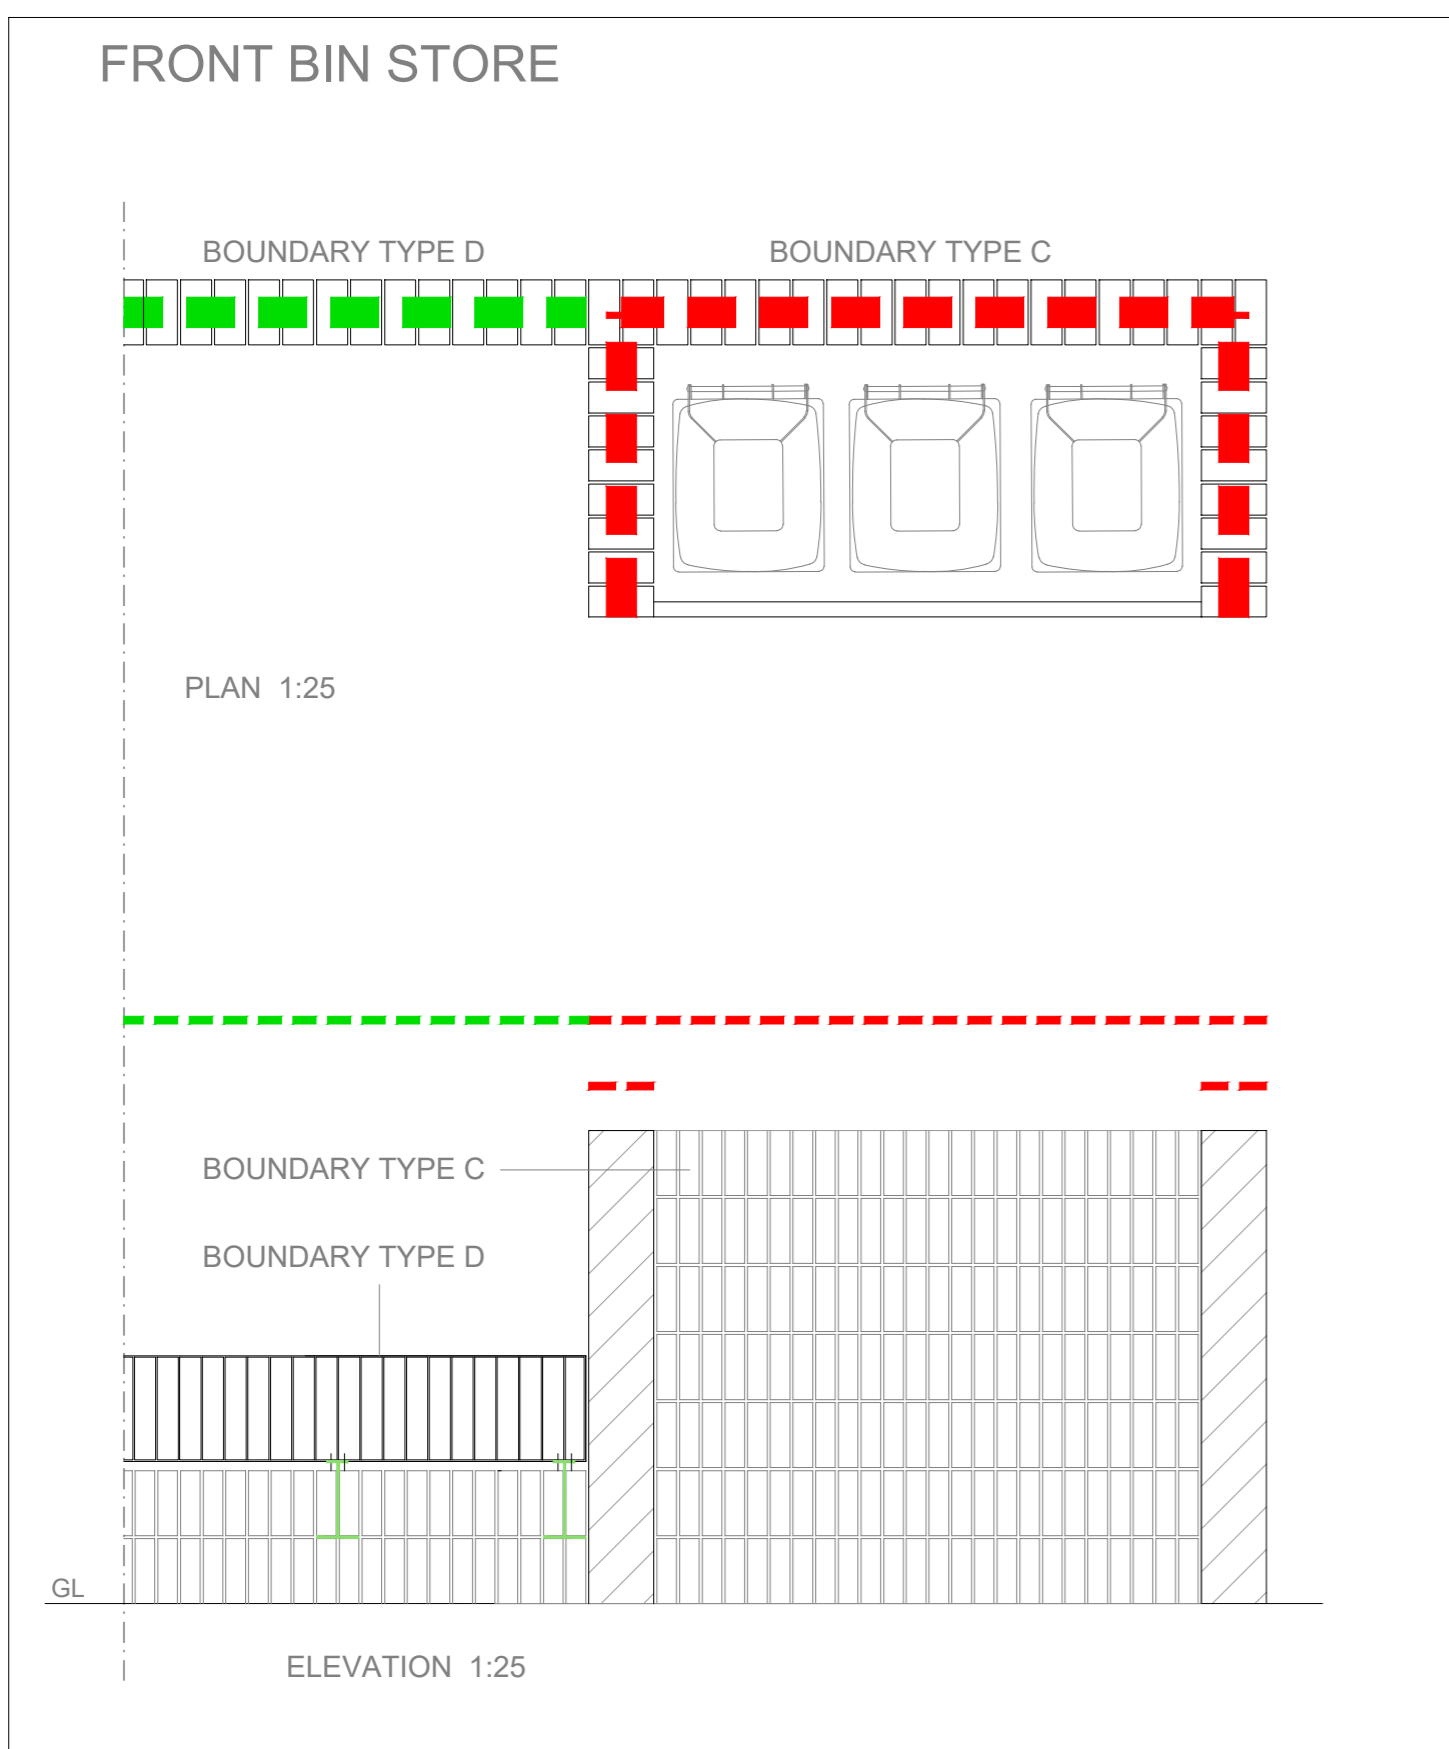 FRONT BIN STORE
BOUNDARY TYPE D
BOUNDARY TYPE C
PLAN 1:25
BOUNDARY TYPE C
BOUNDARY TYPE D
GL
ELEVATION 1:25